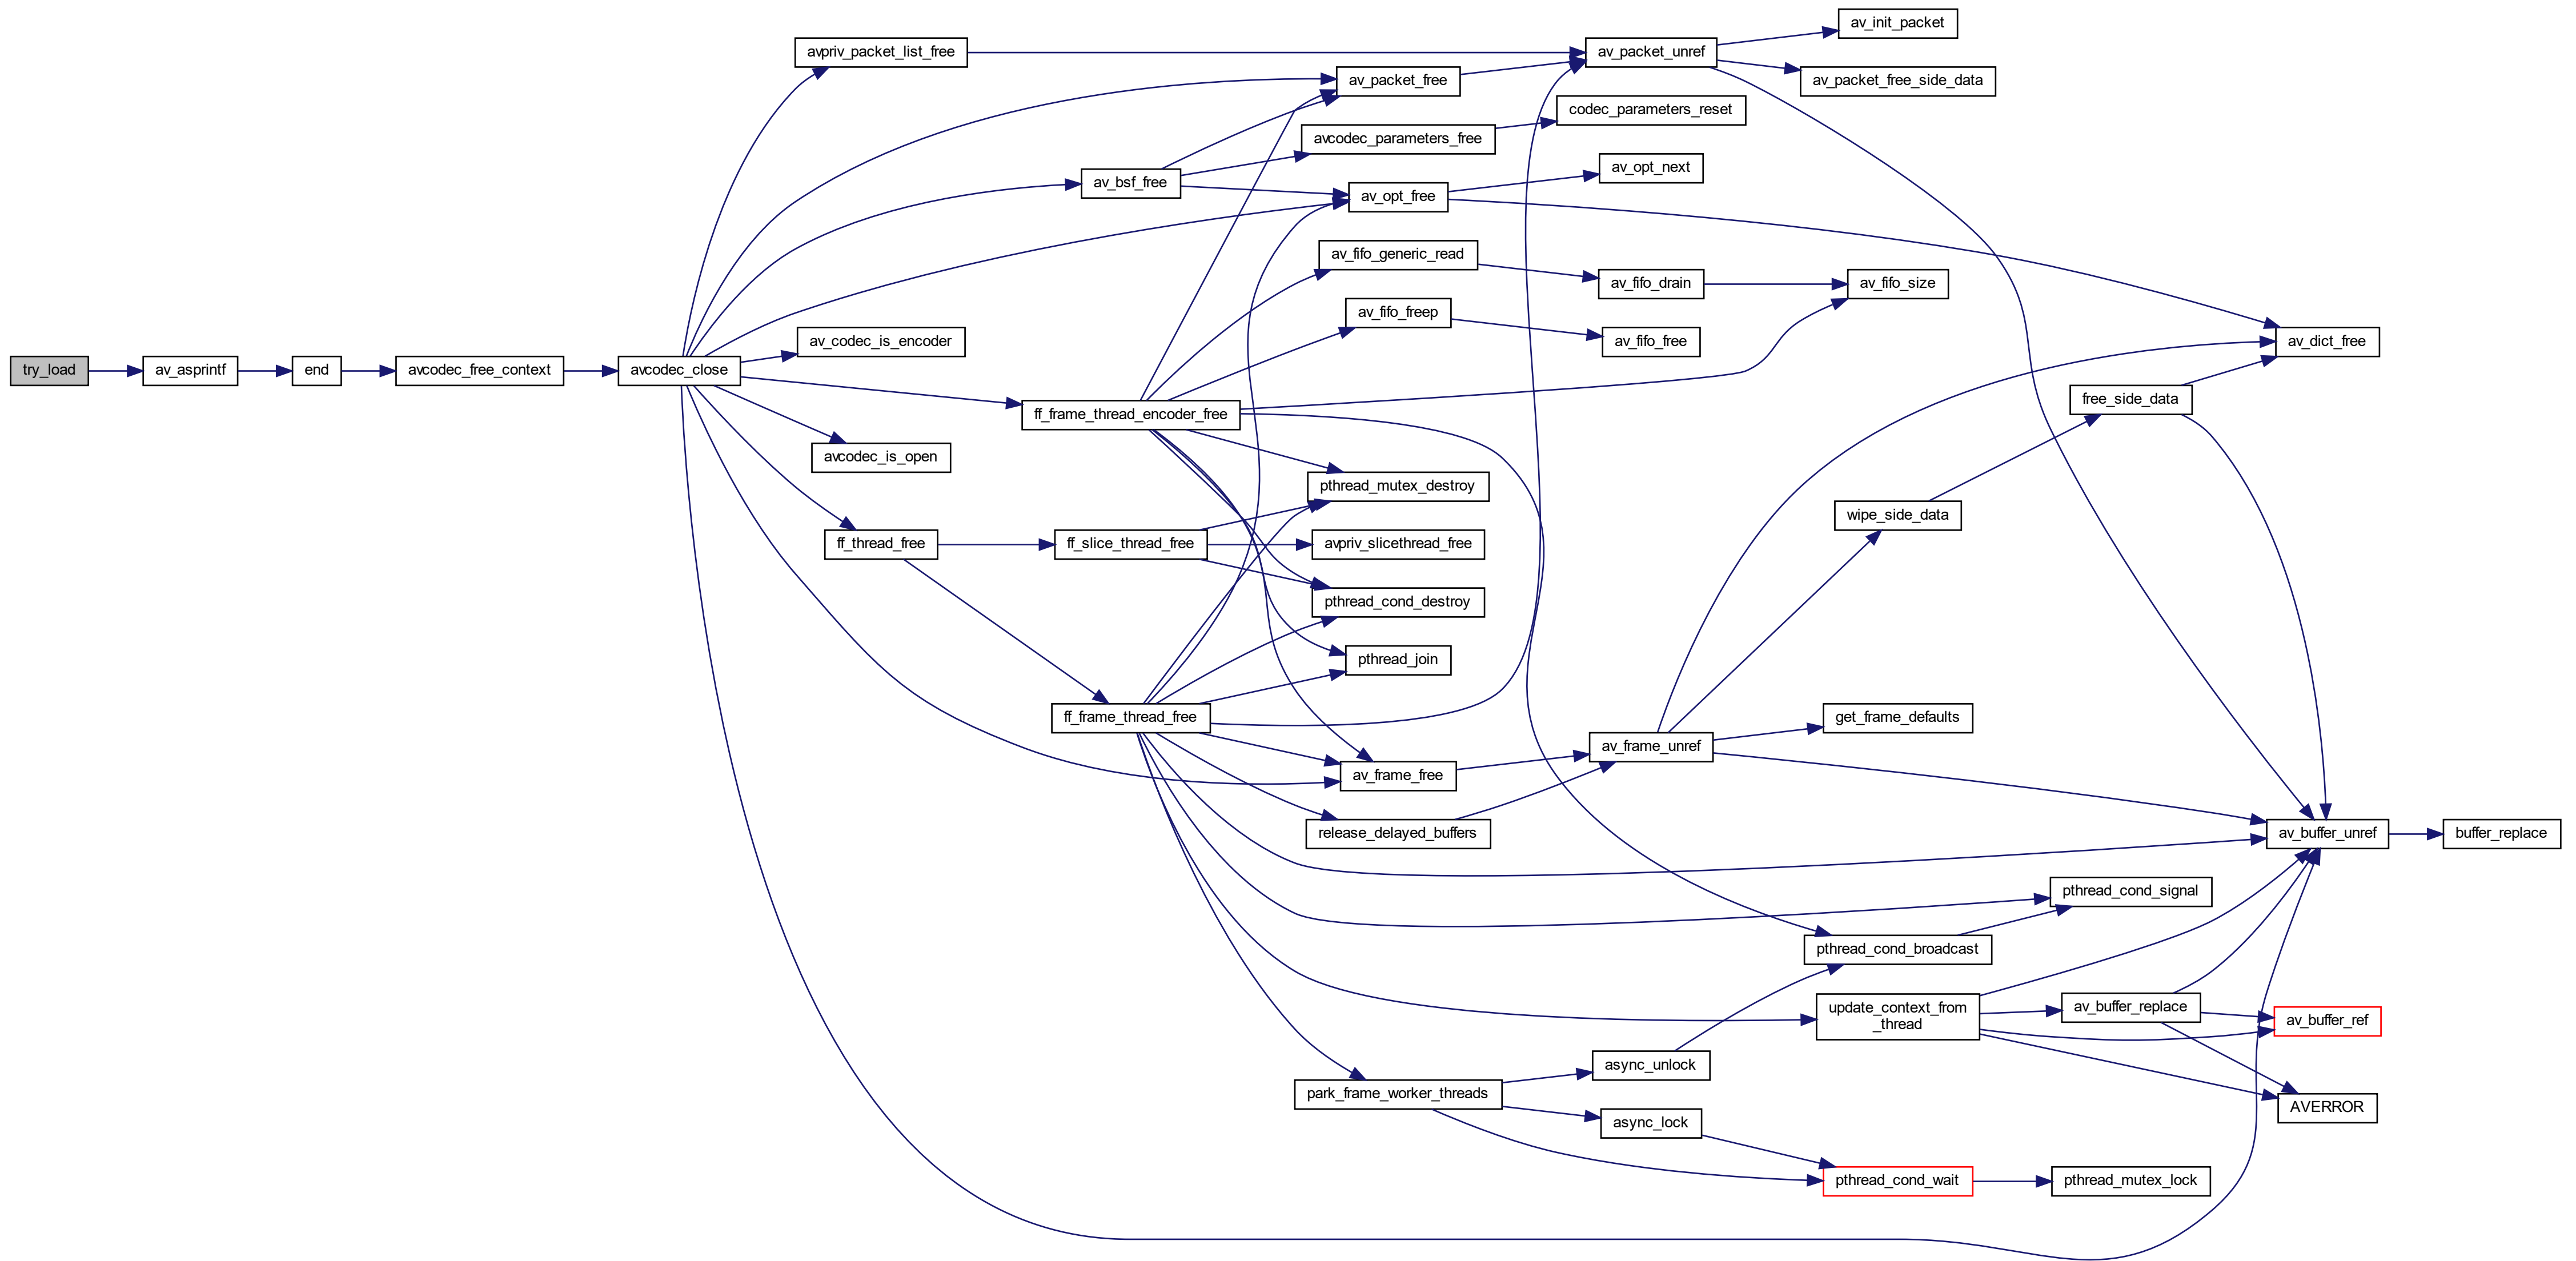 try_load
av_asprintf
end
avcodec_free_context
avcodec_close
avpriv_packet_list_free
av_codec_is_encoder
avcodec_is_open
ff_thread_free
av_bsf_free
ff_frame_thread_encoder_free
ff_slice_thread_free
ff_frame_thread_free
av_packet_free
avcodec_parameters_free
av_opt_free
av_fifo_generic_read
av_fifo_freep
pthread_mutex_destroy
avpriv_slicethread_free
pthread_cond_destroy
pthread_join
av_frame_free
release_delayed_buffers
park_frame_worker_threads
av_packet_unref
codec_parameters_reset
av_opt_next
av_fifo_drain
av_fifo_free
av_frame_unref
async_unlock
async_lock
av_init_packet
av_packet_free_side_data
av_fifo_size
wipe_side_data
get_frame_defaults
pthread_cond_broadcast
update_context_from
_thread
pthread_cond_wait
free_side_data
pthread_cond_signal
av_buffer_replace
pthread_mutex_lock
av_dict_free
av_buffer_unref
av_buffer_ref
AVERROR
buffer_replace